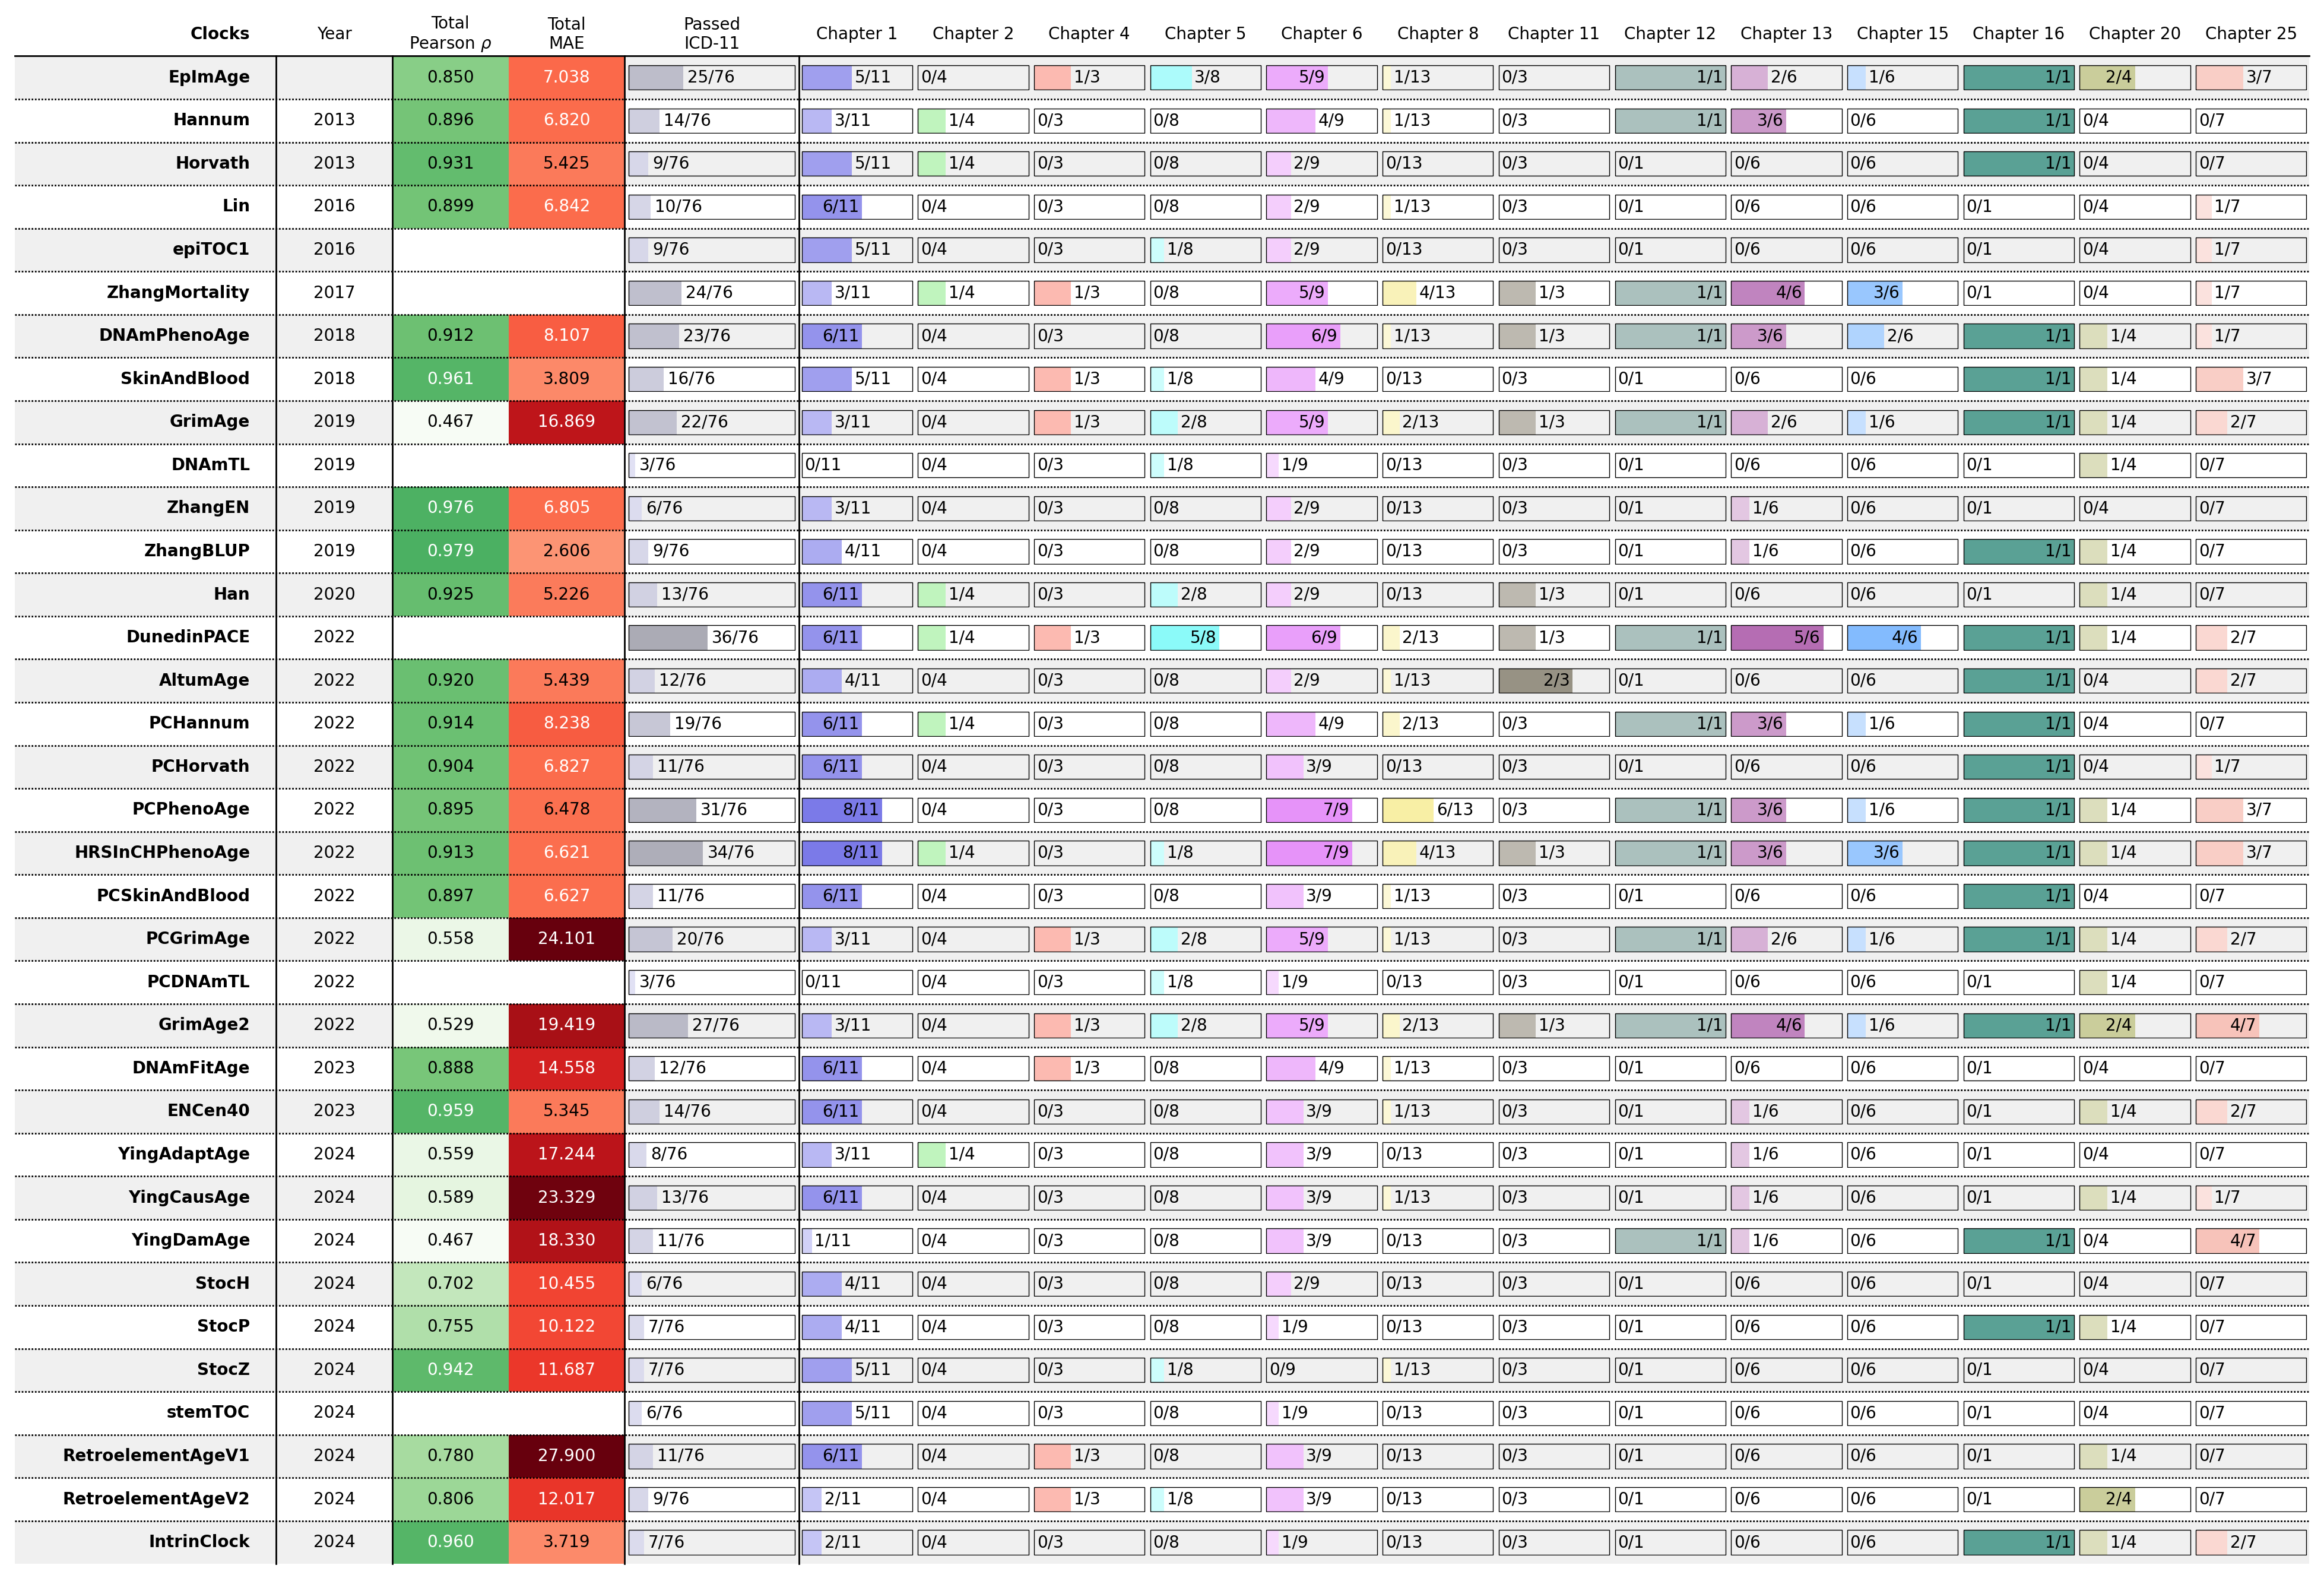 Clocks Year Total Pearson ρ Total MAE Passed ICD-11 Chapter 1 Chapter 2 Chapter 4 Chapter 5 Chapter 6 Chapter 8 Chapter 11 Chapter 12 Chapter 13 Chapter 15 Chapter 16 Chapter 20 Chapter 25
EpImAge 0.850 7.038 25/76 5/11 0/4 1/3 3/8 5/9 1/13 0/3 1/1 2/6 1/6 1/1 2/4 3/7
Hannum 2013 0.896 6.820 14/76 3/11 1/4 0/3 0/8 4/9 1/13 0/3 1/1 3/6 0/6 1/1 0/4 0/7
Horvath 2013 0.931 5.425 9/76 5/11 1/4 0/3 0/8 2/9 0/13 0/3 0/1 0/6 0/6 1/1 0/4 0/7
Lin 2016 0.899 6.842 10/76 6/11 0/4 0/3 0/8 2/9 1/13 0/3 0/1 0/6 0/6 0/1 0/4 1/7
epiTOC1 2016 9/76 5/11 0/4 0/3 1/8 2/9 0/13 0/3 0/1 0/6 0/6 0/1 0/4 1/7
ZhangMortality 2017 24/76 3/11 1/4 1/3 0/8 5/9 4/13 1/3 1/1 4/6 3/6 0/1 0/4 1/7
DNAmPhenoAge 2018 0.912 8.107 23/76 6/11 0/4 0/3 0/8 6/9 1/13 1/3 1/1 3/6 2/6 1/1 1/4 1/7
SkinAndBlood 2018 0.961 3.809 16/76 5/11 0/4 1/3 1/8 4/9 0/13 0/3 0/1 0/6 0/6 1/1 1/4 3/7
GrimAge 2019 0.467 16.869 22/76 3/11 0/4 1/3 2/8 5/9 2/13 1/3 1/1 2/6 1/6 1/1 1/4 2/7
DNAmTL 2019 3/76 0/11 0/4 0/3 1/8 1/9 0/13 0/3 0/1 0/6 0/6 0/1 1/4 0/7
ZhangEN 2019 0.976 6.805 6/76 3/11 0/4 0/3 0/8 2/9 0/13 0/3 0/1 1/6 0/6 0/1 0/4 0/7
ZhangBLUP 2019 0.979 2.606 9/76 4/11 0/4 0/3 0/8 2/9 0/13 0/3 0/1 1/6 0/6 1/1 1/4 0/7
Han 2020 0.925 5.226 13/76 6/11 1/4 0/3 2/8 2/9 0/13 1/3 0/1 0/6 0/6 0/1 1/4 0/7
DunedinPACE 2022 36/76 6/11 1/4 1/3 5/8 6/9 2/13 1/3 1/1 5/6 4/6 1/1 1/4 2/7
AltumAge 2022 0.920 5.439 12/76 4/11 0/4 0/3 0/8 2/9 1/13 2/3 0/1 0/6 0/6 1/1 0/4 2/7
PCHannum 2022 0.914 8.238 19/76 6/11 1/4 0/3 0/8 4/9 2/13 0/3 1/1 3/6 1/6 1/1 0/4 0/7
PCHorvath 2022 0.904 6.827 11/76 6/11 0/4 0/3 0/8 3/9 0/13 0/3 0/1 0/6 0/6 1/1 0/4 1/7
PCPhenoAge 2022 0.895 6.478 31/76 8/11 0/4 0/3 0/8 7/9 6/13 0/3 1/1 3/6 1/6 1/1 1/4 3/7
HRSInCHPhenoAge 2022 0.913 6.621 34/76 8/11 1/4 0/3 1/8 7/9 4/13 1/3 1/1 3/6 3/6 1/1 1/4 3/7
PCSkinAndBlood 2022 0.897 6.627 11/76 6/11 0/4 0/3 0/8 3/9 1/13 0/3 0/1 0/6 0/6 1/1 0/4 0/7
PCGrimAge 2022 0.558 24.101 20/76 3/11 0/4 1/3 2/8 5/9 1/13 0/3 1/1 2/6 1/6 1/1 1/4 2/7
PCDNAmTL 2022 3/76 0/11 0/4 0/3 1/8 1/9 0/13 0/3 0/1 0/6 0/6 0/1 1/4 0/7
GrimAge2 2022 0.529 19.419 27/76 3/11 0/4 1/3 2/8 5/9 2/13 1/3 1/1 4/6 1/6 1/1 2/4 4/7
DNAmFitAge 2023 0.888 14.558 12/76 6/11 0/4 1/3 0/8 4/9 1/13 0/3 0/1 0/6 0/6 0/1 0/4 0/7
ENCen40 2023 0.959 5.345 14/76 6/11 0/4 0/3 0/8 3/9 1/13 0/3 0/1 1/6 0/6 0/1 1/4 2/7
YingAdaptAge 2024 0.559 17.244 8/76 3/11 1/4 0/3 0/8 3/9 0/13 0/3 0/1 1/6 0/6 0/1 0/4 0/7
YingCausAge 2024 0.589 23.329 13/76 6/11 0/4 0/3 0/8 3/9 1/13 0/3 0/1 1/6 0/6 0/1 1/4 1/7
YingDamAge 2024 0.467 18.330 11/76 1/11 0/4 0/3 0/8 3/9 0/13 0/3 1/1 1/6 0/6 1/1 0/4 4/7
StocH 2024 0.702 10.455 6/76 4/11 0/4 0/3 0/8 2/9 0/13 0/3 0/1 0/6 0/6 0/1 0/4 0/7
StocP 2024 0.755 10.122 7/76 4/11 0/4 0/3 0/8 1/9 0/13 0/3 0/1 0/6 0/6 1/1 1/4 0/7
StocZ 2024 0.942 11.687 7/76 5/11 0/4 0/3 1/8 0/9 1/13 0/3 0/1 0/6 0/6 0/1 0/4 0/7
stemTOC 2024 6/76 5/11 0/4 0/3 0/8 1/9 0/13 0/3 0/1 0/6 0/6 0/1 0/4 0/7
RetroelementAgeV1 2024 0.780 27.900 11/76 6/11 0/4 1/3 0/8 3/9 0/13 0/3 0/1 0/6 0/6 0/1 1/4 0/7
RetroelementAgeV2 2024 0.806 12.017 9/76 2/11 0/4 1/3 1/8 3/9 0/13 0/3 0/1 0/6 0/6 0/1 2/4 0/7
IntrinClock 2024 0.960 3.719 7/76 2/11 0/4 0/3 0/8 1/9 0/13 0/3 0/1 0/6 0/6 1/1 1/4 2/7